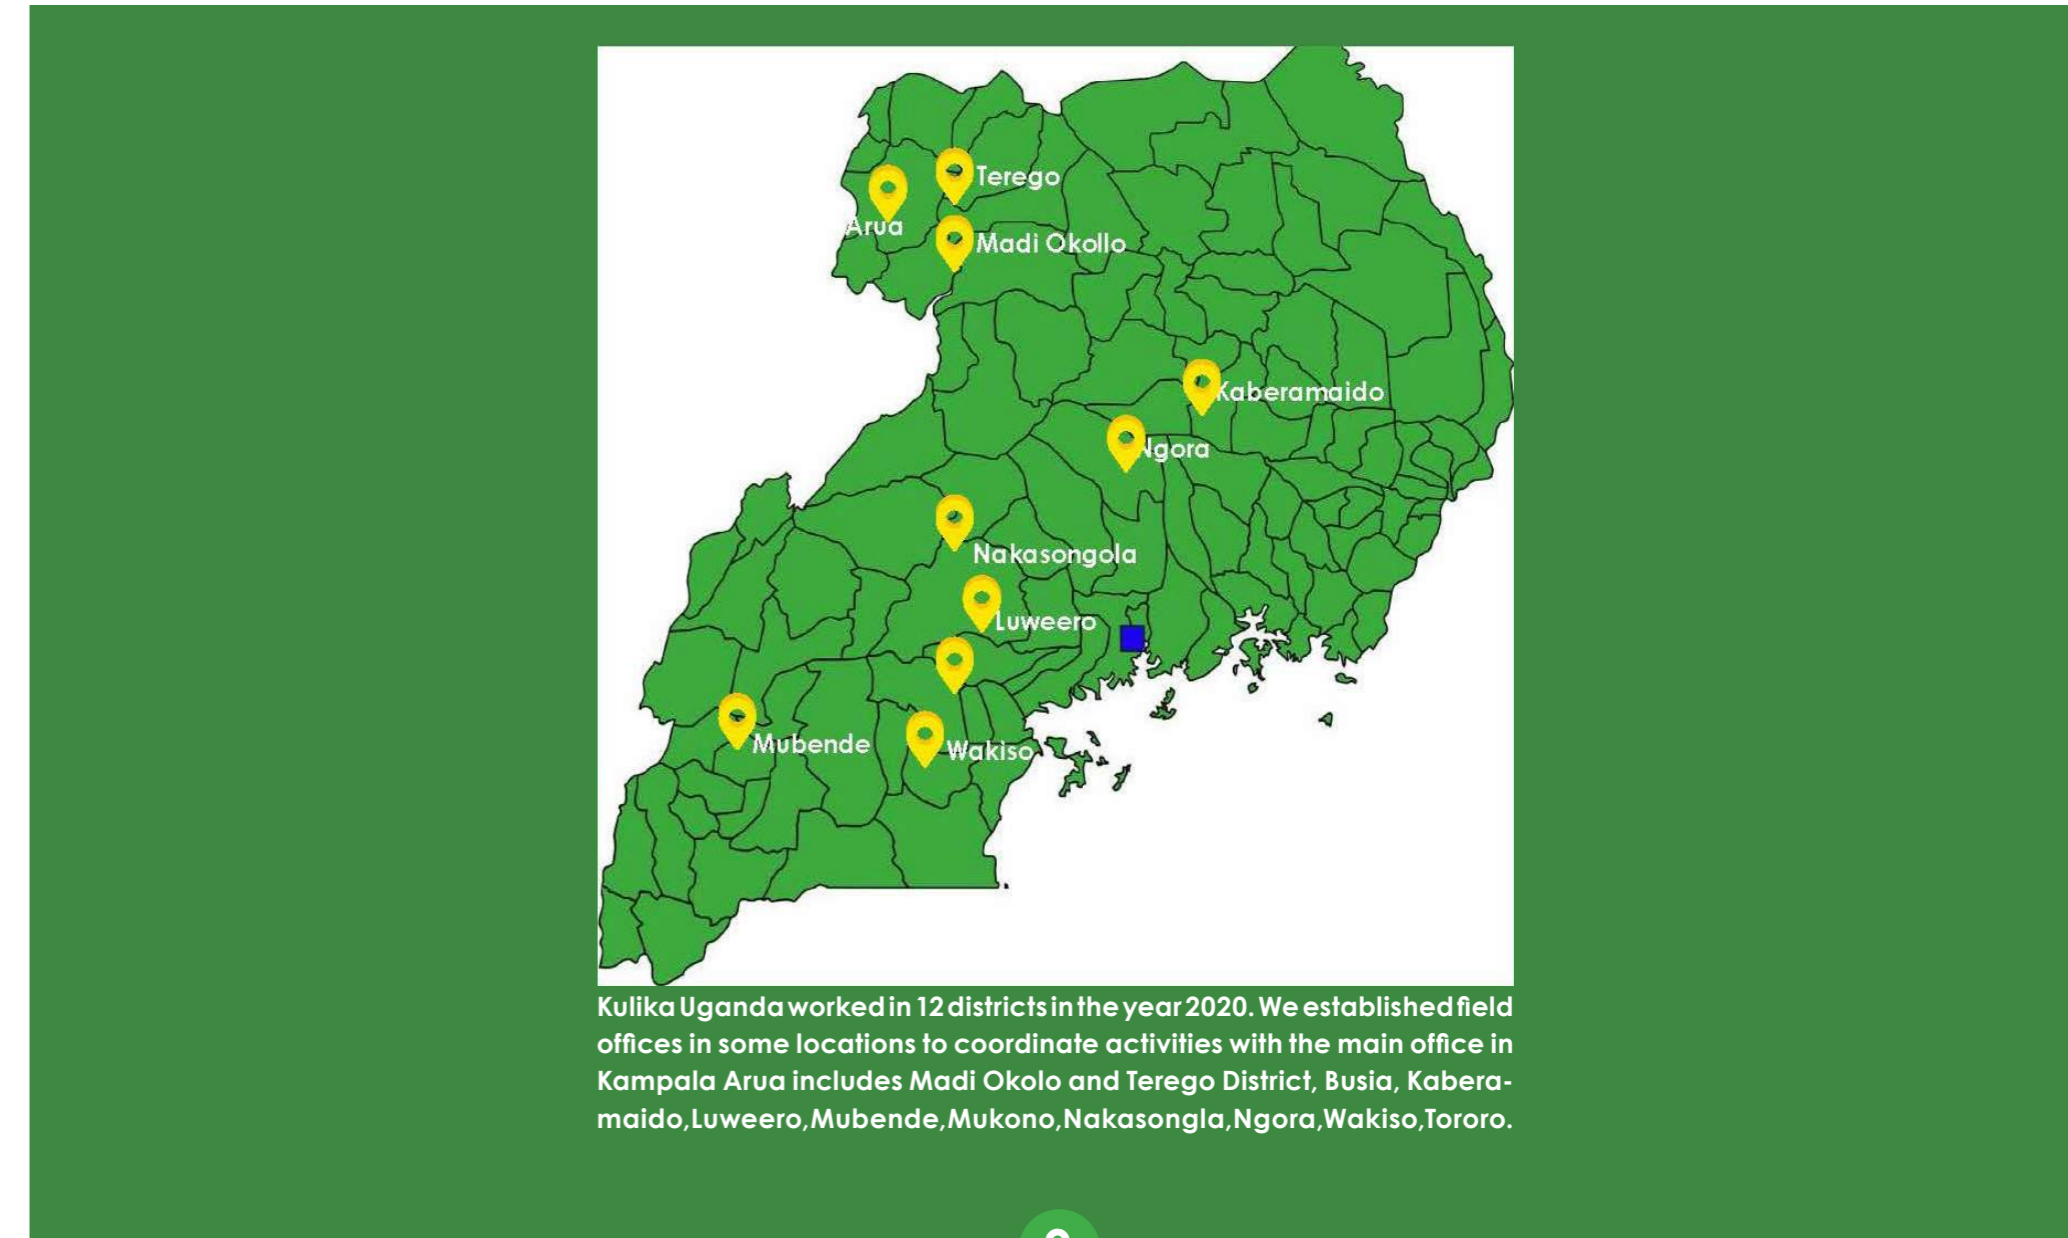 Terego
Arua
Madi Okollo
Kaberamaido
Ngora
Nakasongola
Luweero
Mubende
Wakiso
Kulika Uganda worked in 12 districts in the year 2020. We established field
offices in some locations to coordinate activities with the main office in
Kampala Arua includes Madi Okolo and Terego District, Busia, Kabera-
maido,Luweero,Mubende,Mukono,Nakasongla,Ngora,Wakiso,Tororo.